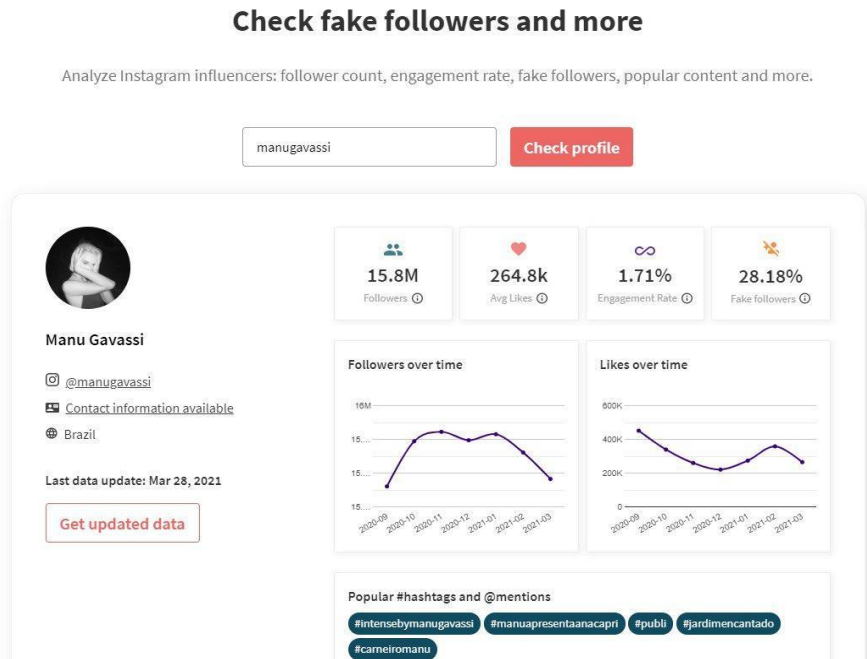 Check fake followers and more
Analyze Instagram influencers: follower count, engagement rate, fake followers, popular content and more.
manugavassi
Check profile
Manu Gavassi
@manugavassi
Contact information available
Brazil
Last data update: Mar 28, 2021
Get updated data
15.8M
Followers
264.8k
Avg Likes
1.71%
Engagement Rate
28.18%
Fake followers
Followers over time
16M
15....
15....
15....
2020-09
2020-10
2020-11
2020-12
2021-01
2021-02
2021-03
Likes over time
600K
400K
200K
0
2020-09
2020-10
2020-11
2020-12
2021-01
2021-02
2021-03
Popular #hashtags and @mentions
#intensebymanugavassi #manuapresentaanacapri #publi #jardimencantado
#carneiromanu